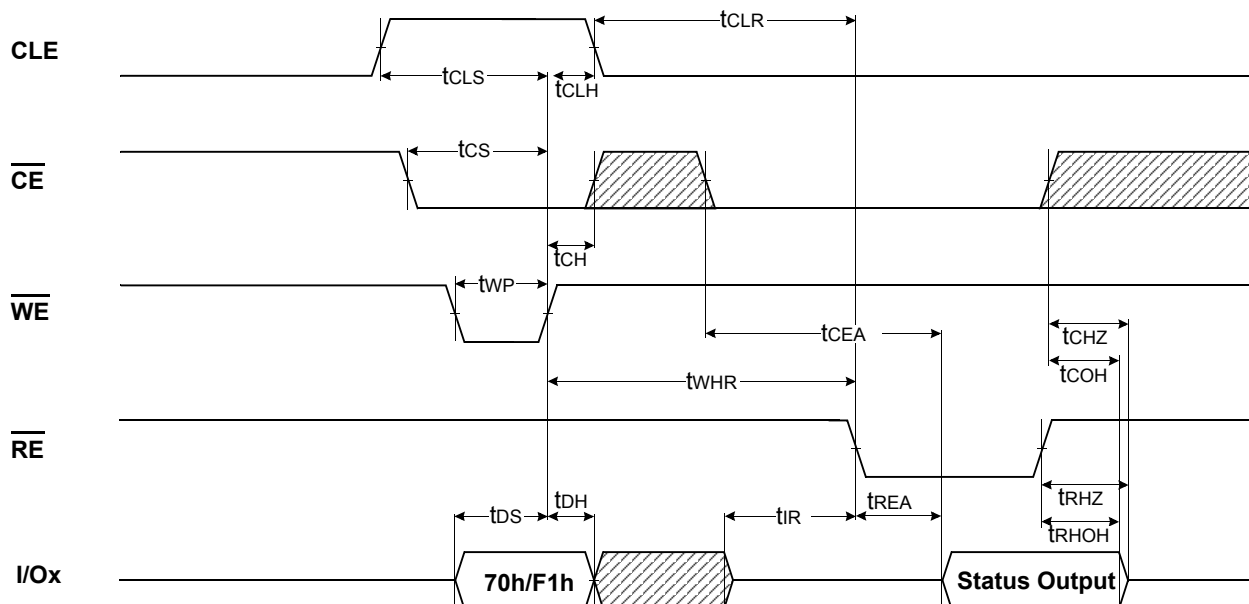 tCLR
CLE
tCLS
tCLH
tCS
CE
tCH
tWP
WE
tCEA
tCHZ
tCOH
tWHR
RE
tDH
tDS
tIR
tREA
tRHZ
tRHOH
I/Ox
70h/F1h
Status Output